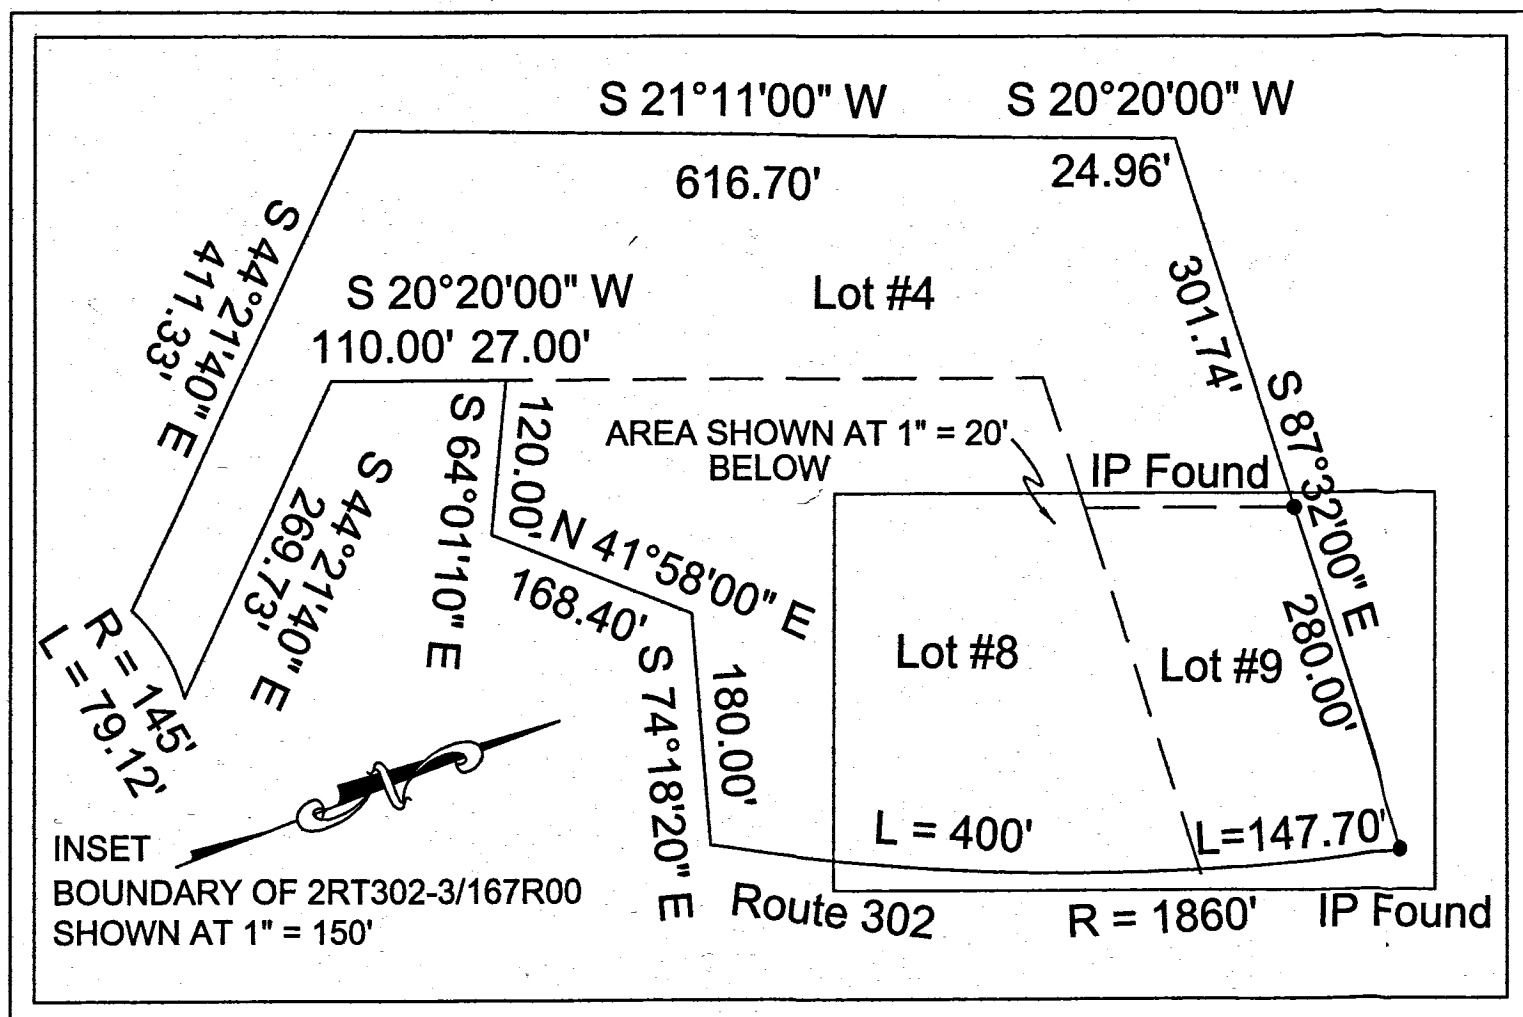 S 21°11'00" W
S 20°20'00" W
616.70'
24.96'
S 44°21'40" E
411.33'
S 20°20'00" W
110.00' 27.00'
Lot #4
301.74'
S 87°32'00" E
280.00'
S 64°01'10" E
120.00'
AREA SHOWN AT 1" = 20'
BELOW
IP Found
S 44°21'40" E
269.73'
N 41°58'00" E
168.40'
R = 145'
L = 79.12'
S 74°18'20" E
180.00'
Lot #8
Lot #9
L = 400'
L=147.70'
Route 302
R = 1860'
IP Found
INSET
BOUNDARY OF 2RT302-3/167R00
SHOWN AT 1" = 150'